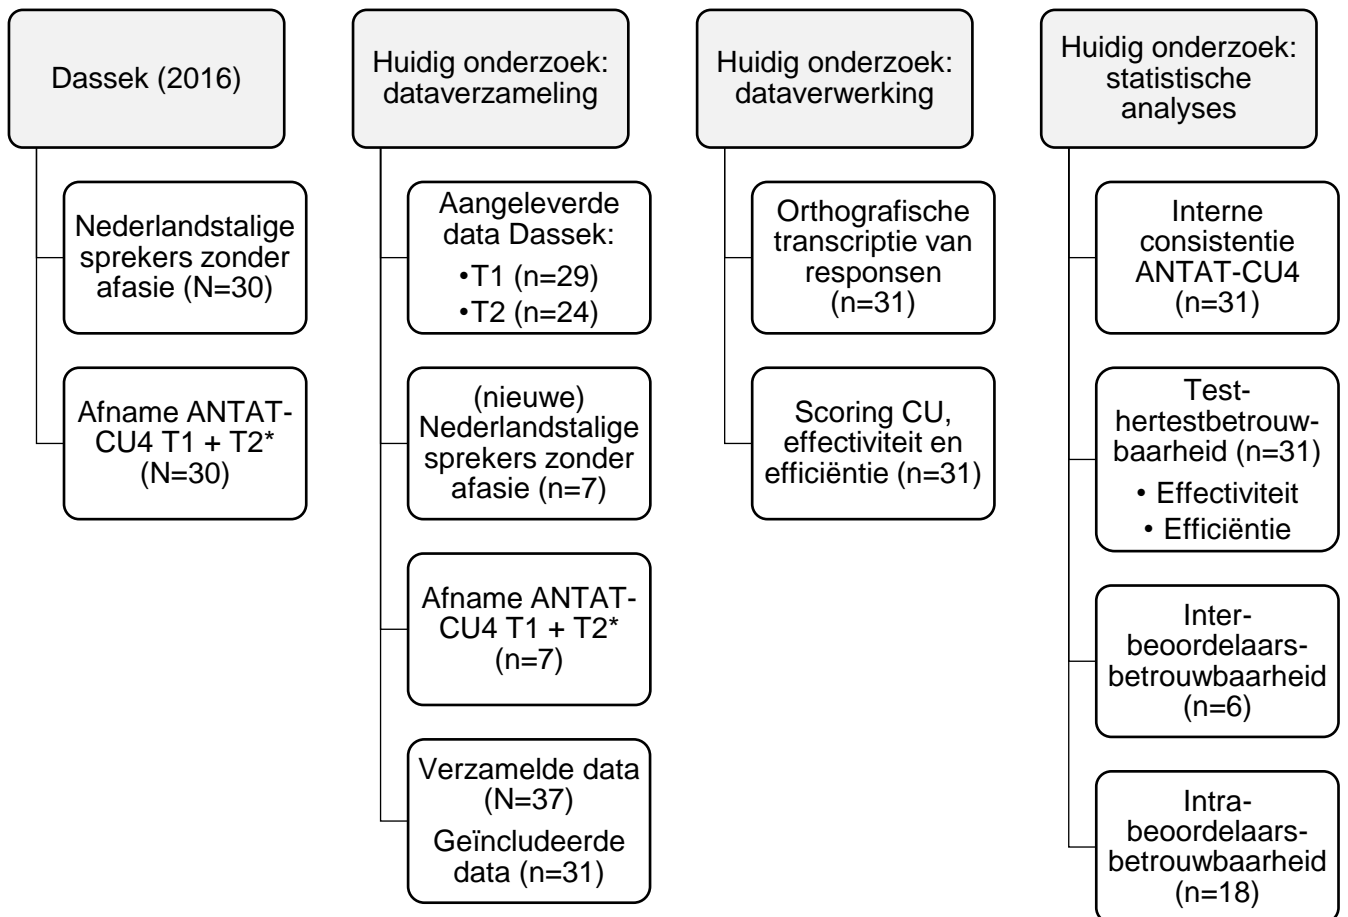 Dassek (2016)
Nederlandstalige
sprekers zonder
afasie (N=30)
Afname ANTAT-
CU4 T1 + T2*
(N=30)
Huidig onderzoek:
dataverzameling
Aangeleverde
data Dassek:
•T1 (n=29)
•T2 (n=24)
(nieuwe)
Nederlandstalige
sprekers zonder
afasie (n=7)
Afname ANTAT-
CU4 T1 + T2*
(n=7)
Verzamelde data
(N=37)
Geïncludeerde
data (n=31)
Huidig onderzoek:
dataverwerking
Orthografische
transcriptie van
responsen
(n=31)
Scoring CU,
effectiviteit en
efficiëntie (n=31)
Huidig onderzoek:
statistische
analyses
Interne
consistentie
ANTAT-CU4
(n=31)
Test-
hertestbetrouw-
baarheid (n=31)
• Effectiviteit
• Efficiëntie
Inter-
beoordelaars-
betrouwbaarheid
(n=6)
Intra-
beoordelaars-
betrouwbaarheid
(n=18)